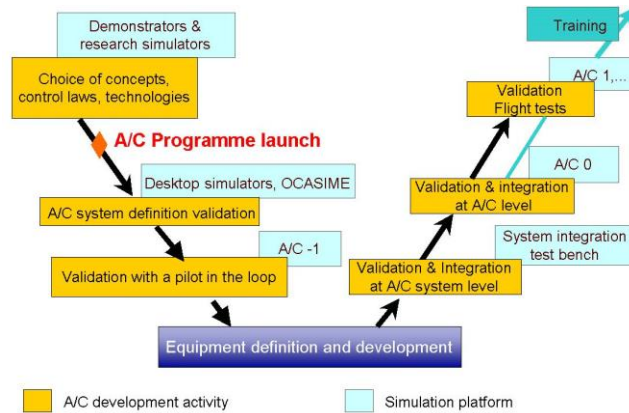 Demonstrators &
research simulators
Choice of concepts,
control laws, technologies
A/C Programme launch
Desktop simulators, OCASIME
A/C system definition validation
A/C -1
Validation with a pilot in the loop
Equipment definition and development
Training
A/C 1,...
Validation
Flight tests
A/C 0
Validation & integration
at A/C level
System integration
test bench
Validation & Integration
at A/C system level
A/C development activity
Simulation platform